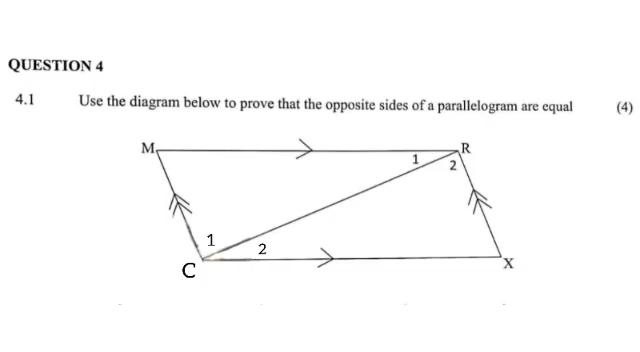 QUESTION 4
4.1 Use the diagram below to prove that the opposite sides of a parallelogram are equal (4)
M R
1 2
1 2
C X